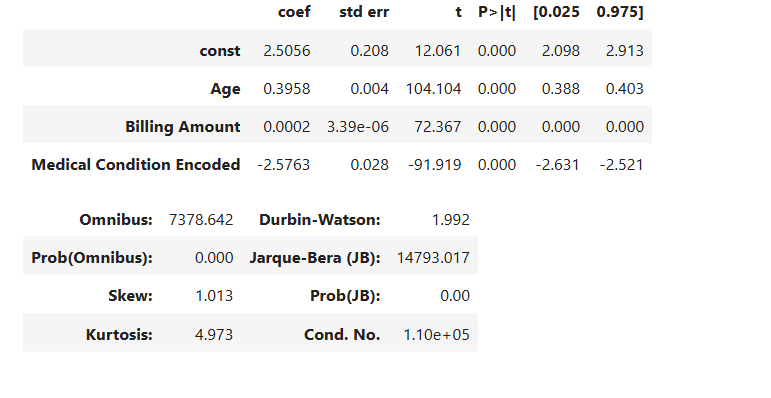 coef std err t P>|t| [0.025 0.975]
const 2.5056 0.208 12.061 0.000 2.098 2.913
Age 0.3958 0.004 104.104 0.000 0.388 0.403
Billing Amount 0.0002 3.39e-06 72.367 0.000 0.000 0.000
Medical Condition Encoded -2.5763 0.028 -91.919 0.000 -2.631 -2.521
Omnibus: 7378.642 Durbin-Watson: 1.992
Prob(Omnibus): 0.000 Jarque-Bera (JB): 14793.017
Skew: 1.013 Prob(JB): 0.00
Kurtosis: 4.973 Cond. No. 1.10e+05